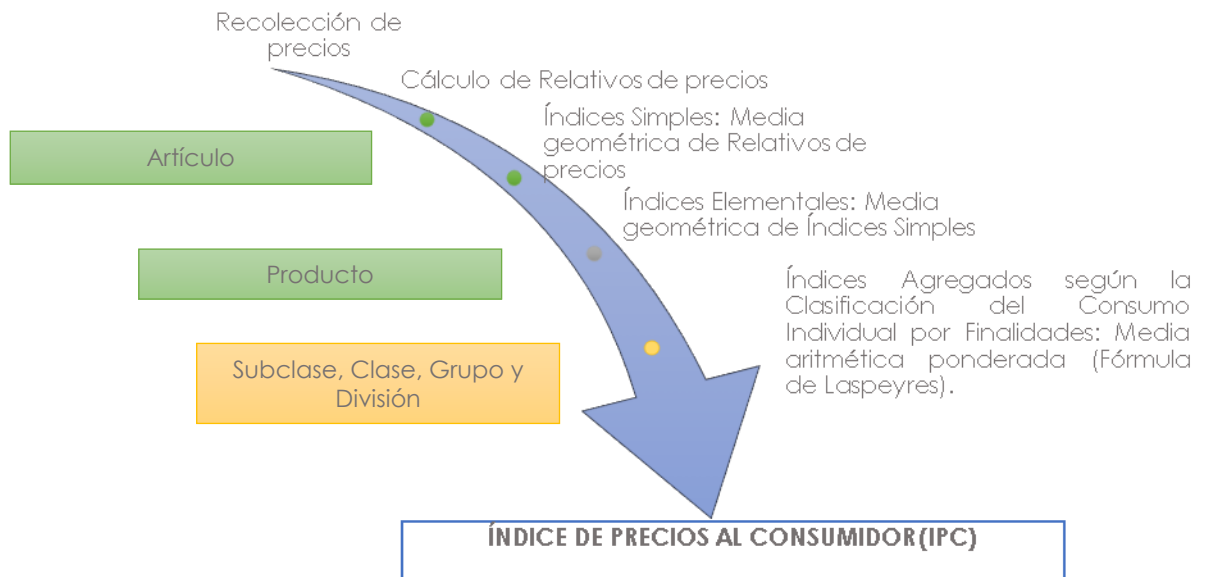 Recolección de
precios
Cálculo de Relativos de precios
Índices Simples: Media
geométrica de Relativos de
precios
Artículo
Índices Elementales: Media
geométrica de Índices Simples
Producto
Índices Agregados según la
Clasificación del Consumo
Individual por Finalidades: Media
aritmética ponderada (Fórmula
de Laspeyres).
Subclase, Clase, Grupo y
División
ÍNDICE DE PRECIOS AL CONSUMIDOR(IPC)